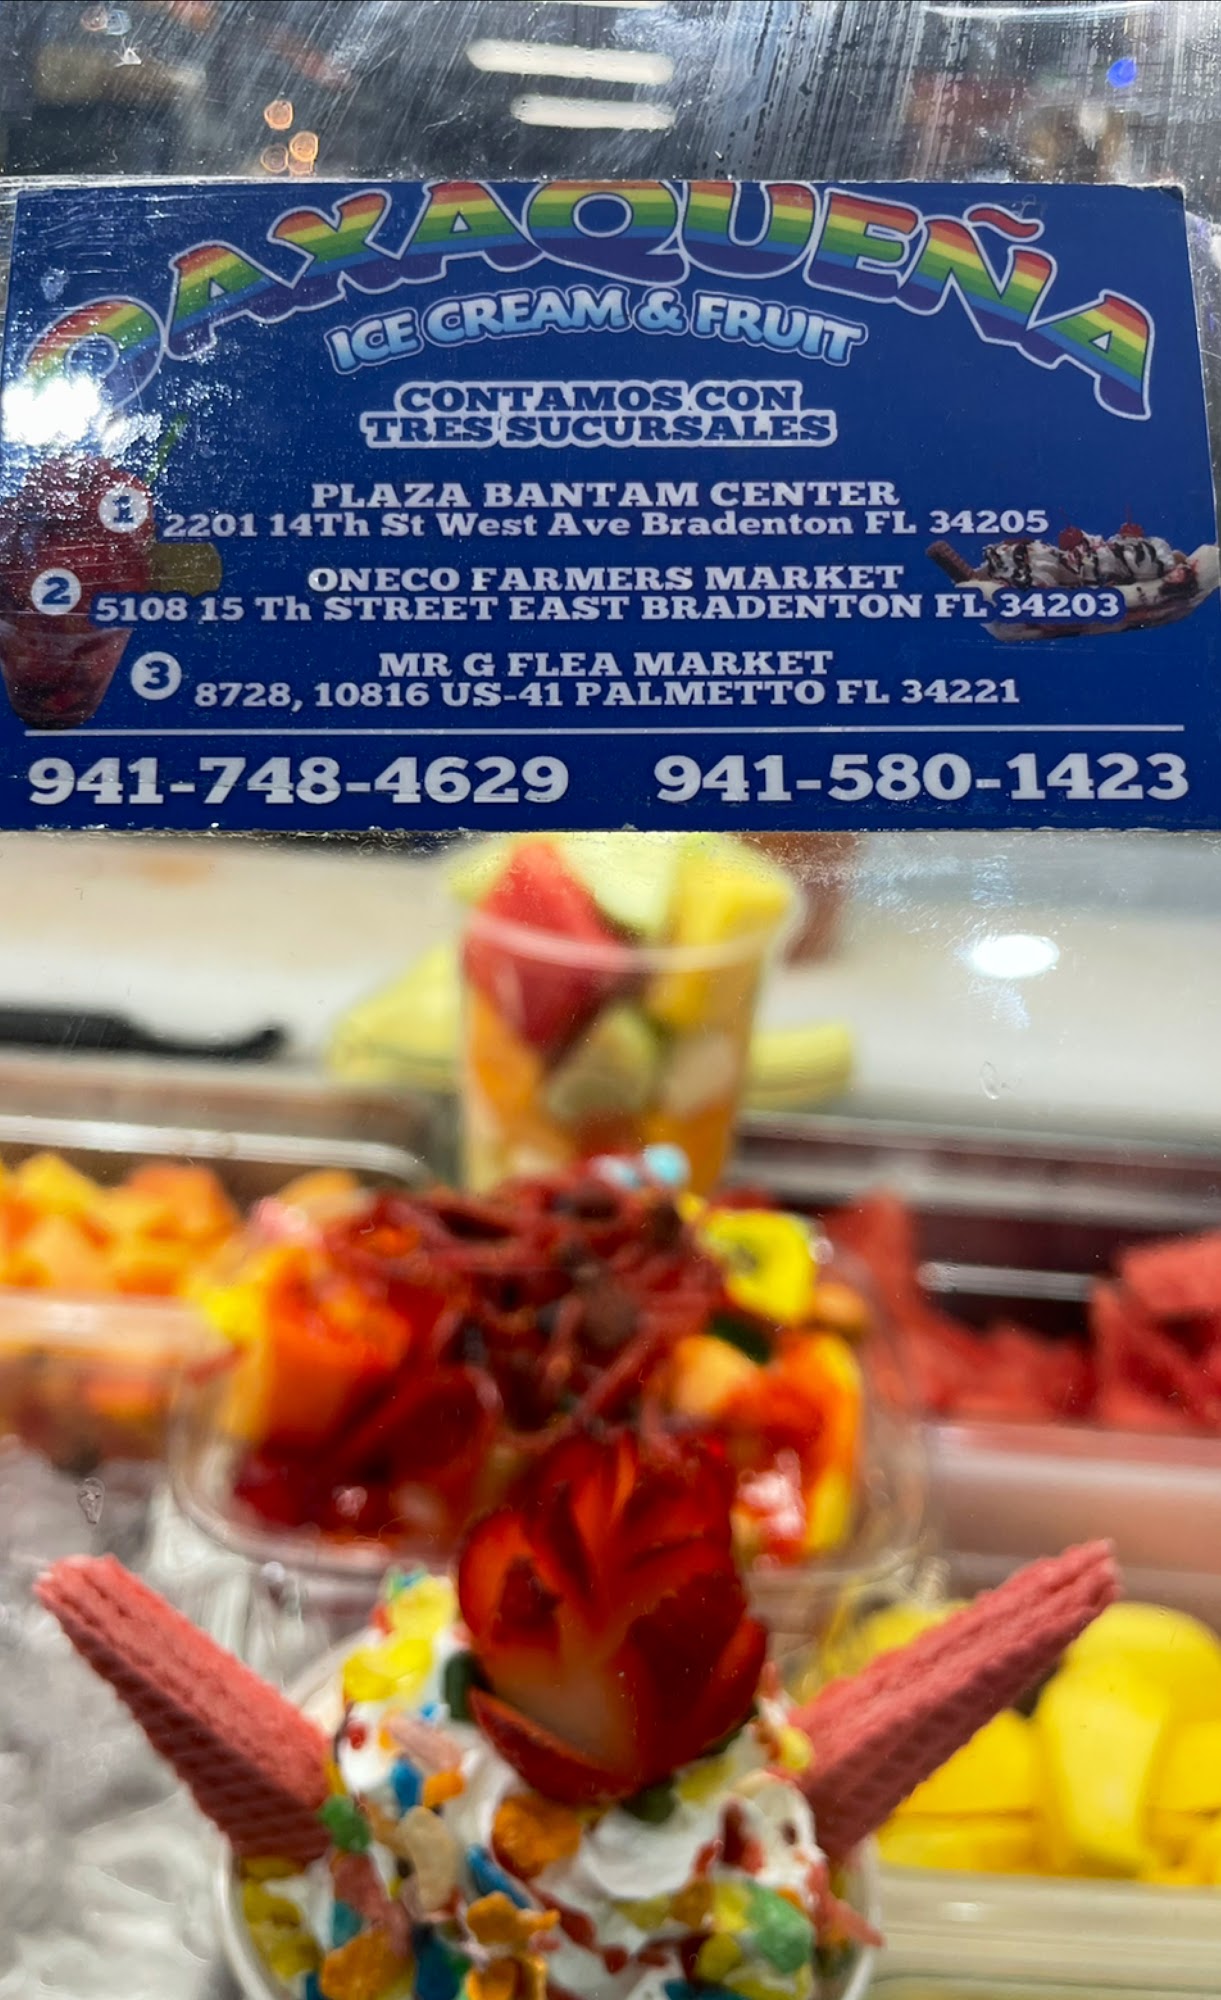 OAXAQUEÑA
ICE CREAM & FRUIT
CONTAMOS CON
TRES SUCURSALES
1 PLAZA BANTAM CENTER
2201 14Th St West Ave Bradenton FL 34205
2 ONECO FARMERS MARKET
5108 15 Th STREET EAST BRADENTON FL 34203
3 MR G FLEA MARKET
8728, 10816 US-41 PALMETTO FL 34221
941-748-4629 941-580-1423